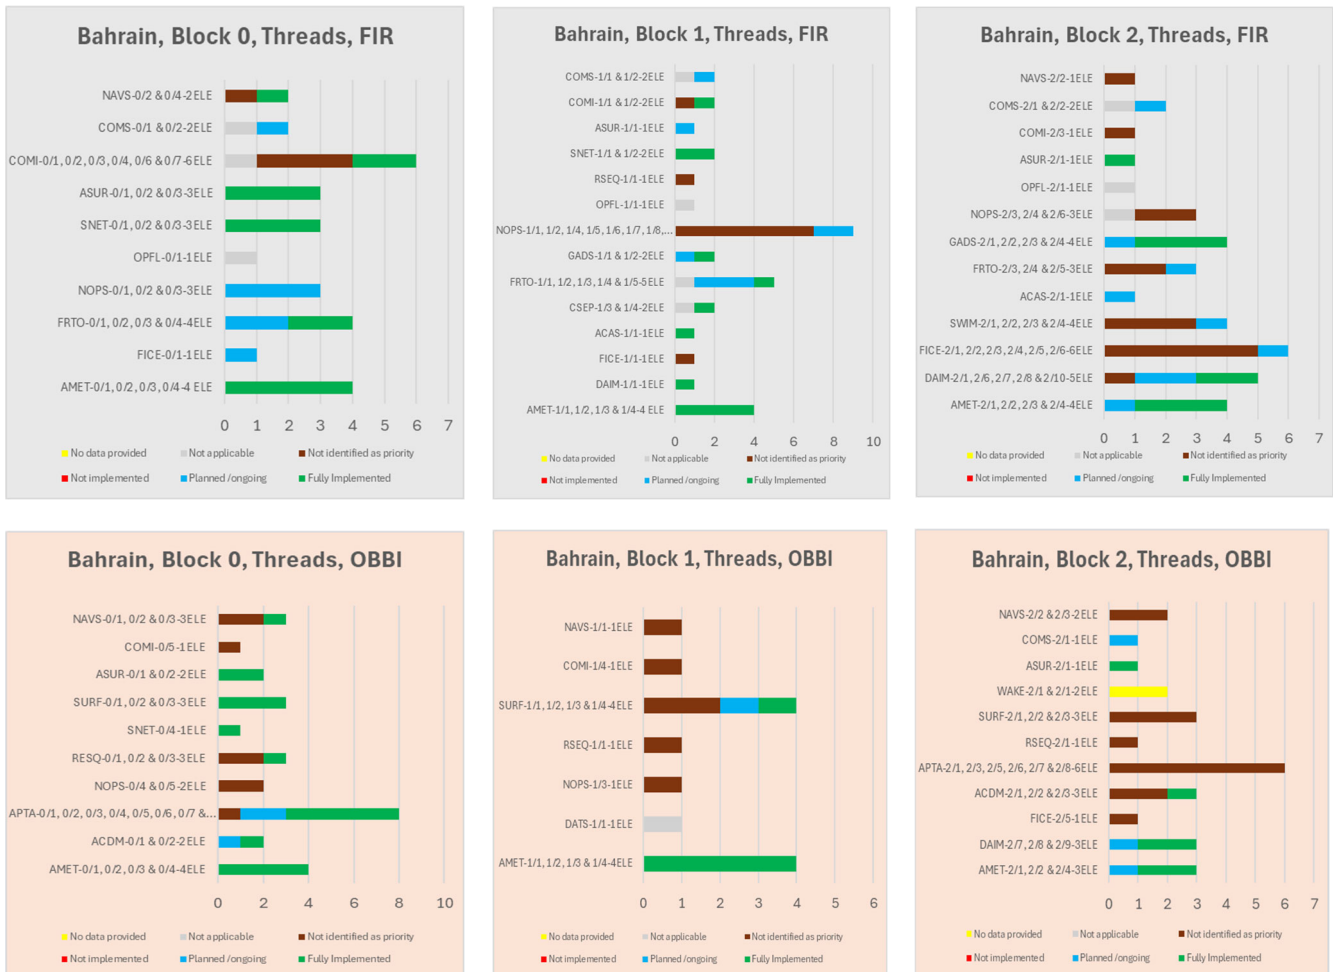 Bahrain, Block 0, Threads, FIR
NAVS-0/2 & 0/4-2ELE
COMS-0/1 & 0/2-2ELE
COMI-0/1, 0/2, 0/3, 0/4, 0/6 & 0/7-6ELE
ASUR-0/1, 0/2 & 0/3-3ELE
SNET-0/1, 0/2 & 0/3-3ELE
OPFL-0/1-1ELE
NOPS-0/1, 0/2 & 0/3-3ELE
FRTO-0/1, 0/2, 0/3 & 0/4-4ELE
FICE-0/1-1ELE
AMET-0/1, 0/2, 0/3, 0/4-4 ELE
0 1 2 3 4 5 6 7
No data provided Not applicable Not identified as priority
Not implemented Planned /ongoing Fully Implemented
Bahrain, Block 1, Threads, FIR
COMS-1/1 & 1/2-2ELE
COMI-1/1 & 1/2-2ELE
ASUR-1/1-1ELE
SNET-1/1 & 1/2-2ELE
RSEQ-1/1-1ELE
OPFL-1/1-1ELE
NOPS-1/1, 1/2, 1/4, 1/5, 1/6, 1/7, 1/8,...
GADS-1/1 & 1/2-2ELE
FRTO-1/1, 1/2, 1/3, 1/4 & 1/5-5ELE
CSEP-1/3 & 1/4-2ELE
ACAS-1/1-1ELE
FICE-1/1-1ELE
DAIM-1/1-1ELE
AMET-1/1, 1/2, 1/3 & 1/4-4 ELE
0 2 4 6 8 10
No data provided Not applicable Not identified as priority
Not implemented Planned /ongoing Fully Implemented
Bahrain, Block 2, Threads, FIR
NAVS-2/2-1ELE
COMS-2/1 & 2/2-2ELE
COMI-2/3-1ELE
ASUR-2/1-1ELE
OPFL-2/1-1ELE
NOPS-2/3, 2/4 & 2/6-3ELE
GADS-2/1, 2/2, 2/3 & 2/4-4ELE
FRTO-2/3, 2/4 & 2/5-3ELE
ACAS-2/1-1ELE
SWIM-2/1, 2/2, 2/3 & 2/4-4ELE
FICE-2/1, 2/2, 2/3, 2/4, 2/5, 2/6-6ELE
DAIM-2/1, 2/6, 2/7, 2/8 & 2/10-5ELE
AMET-2/1, 2/2, 2/3 & 2/4-4ELE
0 1 2 3 4 5 6 7
No data provided Not applicable Not identified as priority
Not implemented Planned /ongoing Fully Implemented
Bahrain, Block 0, Threads, OBBI
NAVS-0/1, 0/2 & 0/3-3ELE
COMI-0/5-1ELE
ASUR-0/1 & 0/2-2ELE
SURF-0/1, 0/2 & 0/3-3ELE
SNET-0/4-1ELE
RESQ-0/1, 0/2 & 0/3-3ELE
NOPS-0/4 & 0/5-2ELE
APTA-0/1, 0/2, 0/3, 0/4, 0/5, 0/6, 0/7 &...
ACDM-0/1 & 0/2-2ELE
AMET-0/1, 0/2, 0/3 & 0/4-4ELE
0 2 4 6 8 10
No data provided Not applicable Not identified as priority
Not implemented Planned /ongoing Fully Implemented
Bahrain, Block 1, Threads, OBBI
NAVS-1/1-1ELE
COMI-1/4-1ELE
SURF-1/1, 1/2, 1/3 & 1/4-4ELE
RSEQ-1/1-1ELE
NOPS-1/3-1ELE
DATS-1/1-1ELE
AMET-1/1, 1/2, 1/3 & 1/4-4ELE
0 1 2 3 4 5 6
No data provided Not applicable Not identified as priority
Not implemented Planned /ongoing Fully Implemented
Bahrain, Block 2, Threads, OBBI
NAVS-2/2 & 2/3-2ELE
COMS-2/1-1ELE
ASUR-2/1-1ELE
WAKE-2/1 & 2/1-2ELE
SURF-2/1, 2/2 & 2/3-3ELE
RSEQ-2/1-1ELE
APTA-2/1, 2/3, 2/5, 2/6, 2/7 & 2/8-6ELE
ACDM-2/1, 2/2 & 2/3-3ELE
FICE-2/5-1ELE
DAIM-2/7, 2/8 & 2/9-3ELE
AMET-2/1, 2/2 & 2/4-3ELE
0 1 2 3 4 5 6 7
No data provided Not applicable Not identified as priority
Not implemented Planned /ongoing Fully Implemented